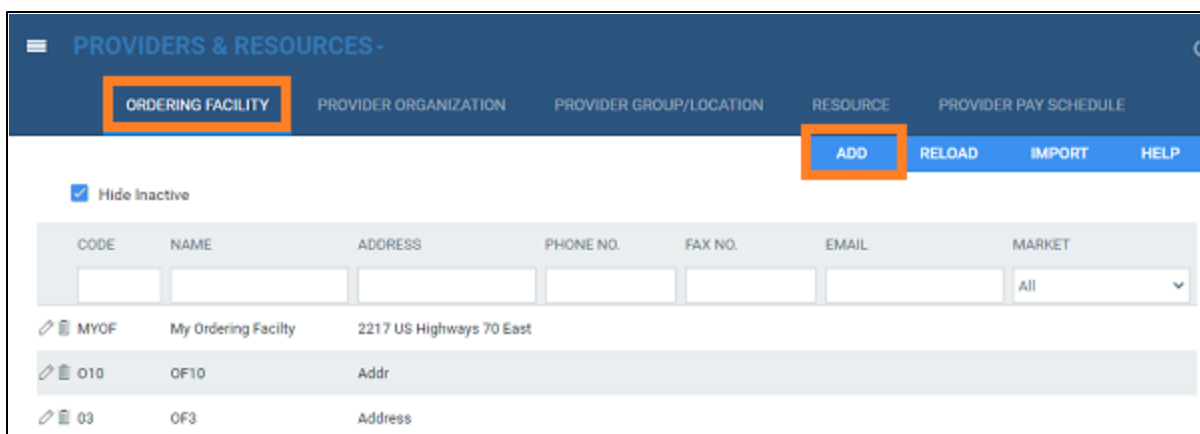 PROVIDERS & RESOURCES
ORDERING FACILITY PROVIDER ORGANIZATION PROVIDER GROUP/LOCATION RESOURCE PROVIDER PAY SCHEDULE
ADD RELOAD IMPORT HELP
Hide Inactive
CODE NAME ADDRESS PHONE NO. FAX NO. EMAIL MARKET
All
MYOF My Ordering Facilty 2217 US Highways 70 East
O10 OF10 Addr
03 OF3 Address